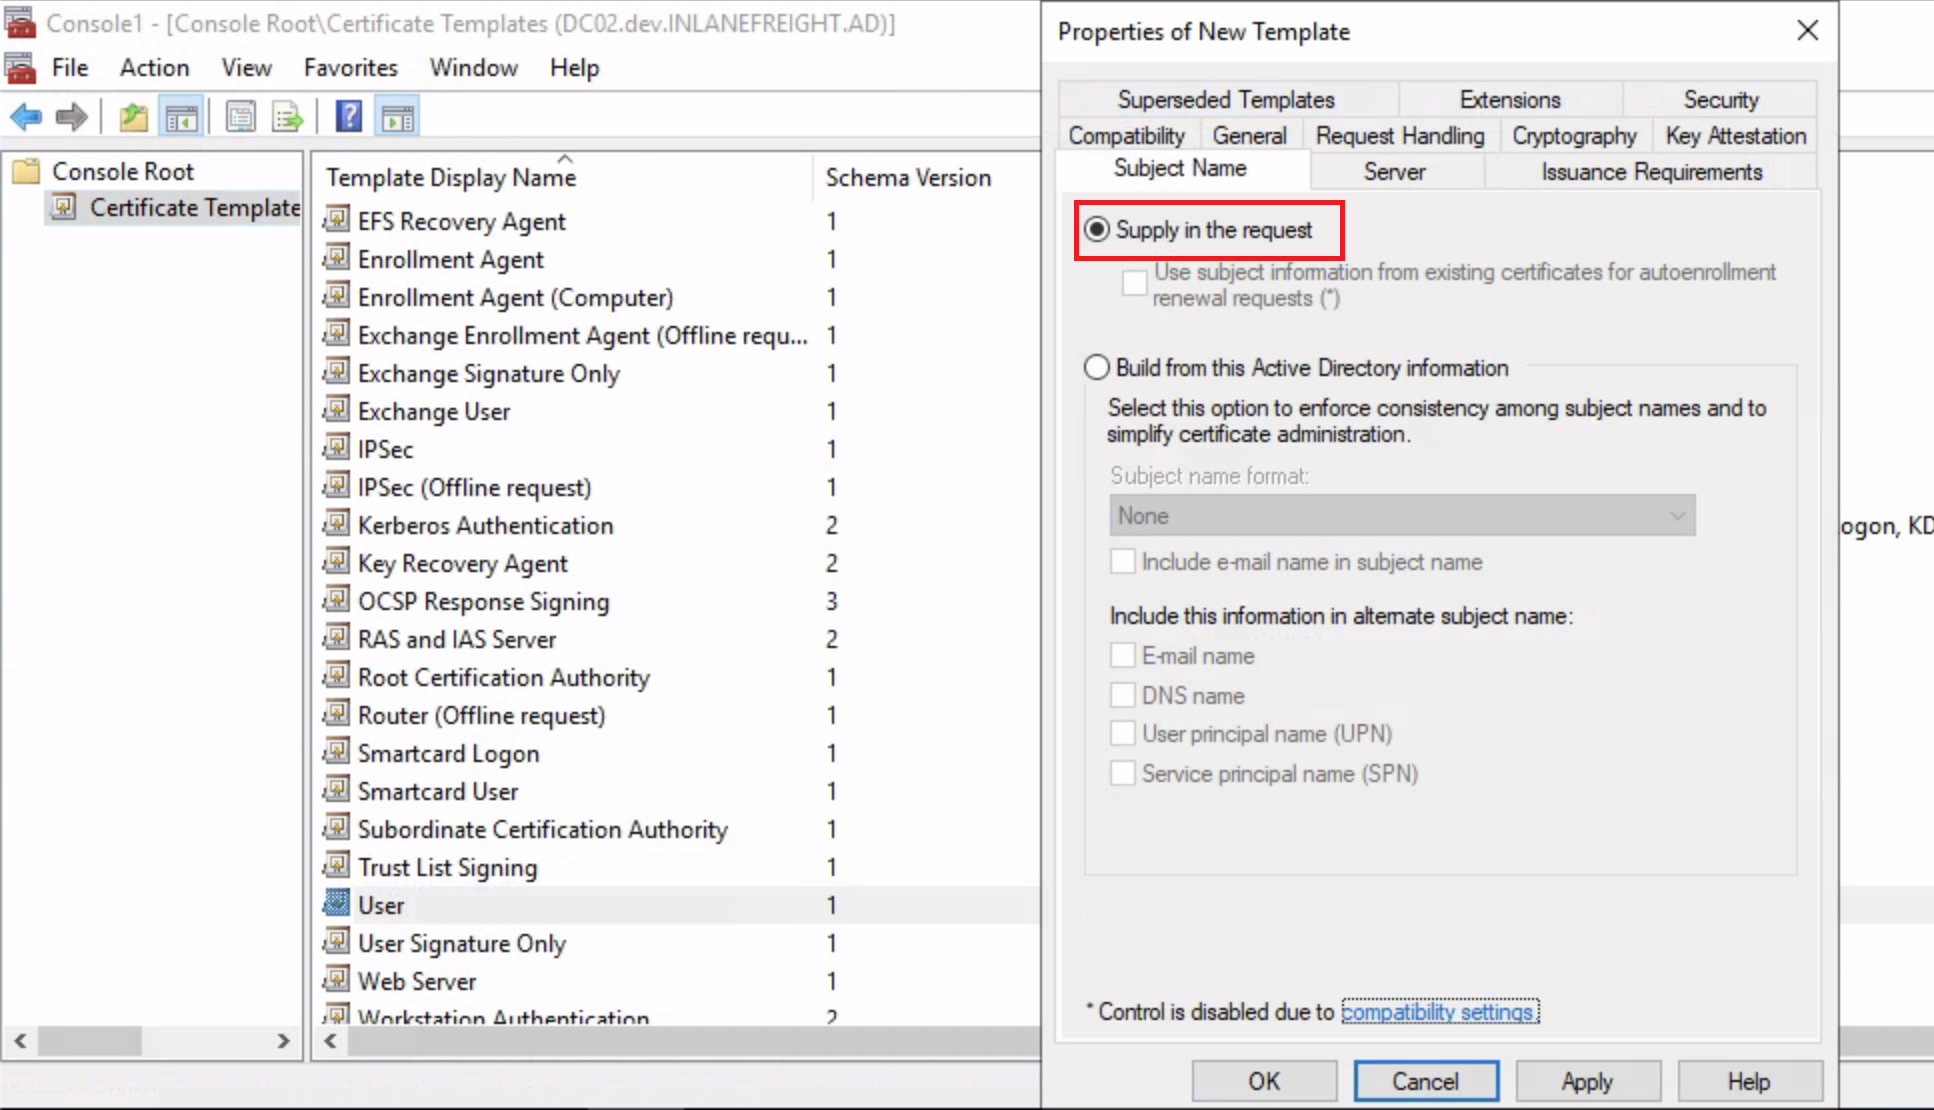 Console1 - [Console Root\Certificate Templates (DC02.dev.INLANEFREIGHT.AD)]
File Action View Favorites Window Help
Console Root
Certificate Template
Template Display Name Schema Version
EFS Recovery Agent 1
Enrollment Agent 1
Enrollment Agent (Computer) 1
Exchange Enrollment Agent (Offline requ... 1
Exchange Signature Only 1
Exchange User 1
IPSec 1
IPSec (Offline request) 1
Kerberos Authentication 2
Key Recovery Agent 2
OCSP Response Signing 3
RAS and IAS Server 2
Root Certification Authority 1
Router (Offline request) 1
Smartcard Logon 1
Smartcard User 1
Subordinate Certification Authority 1
Trust List Signing 1
User 1
User Signature Only 1
Web Server 1
Workstation Authentication 2
Properties of New Template
Superseded Templates Extensions Security
Compatibility General Request Handling Cryptography Key Attestation
Subject Name Server Issuance Requirements
Supply in the request
Use subject information from existing certificates for autoenrollment
renewal requests (*)
Build from this Active Directory information
Select this option to enforce consistency among subject names and to
simplify certificate administration.
Subject name format:
None
Include e-mail name in subject name
Include this information in alternate subject name:
E-mail name
DNS name
User principal name (UPN)
Service principal name (SPN)
* Control is disabled due to compatibility settings.
OK Cancel Apply Help
ogon, KD